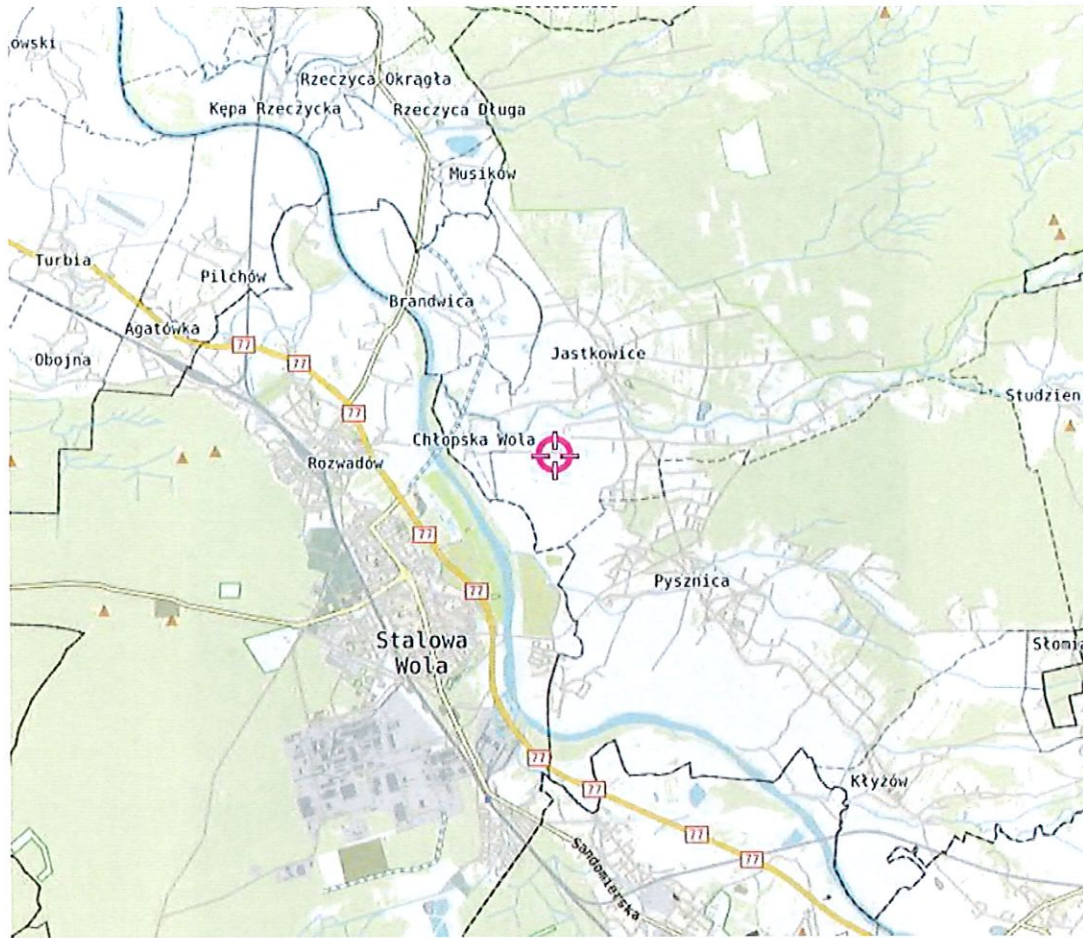 owski
Rzeczyca Okrągła
Kępa Rzeczycka
Rzeczyca Długa
Musików
Turbia
Pilchów
Brandwica
Agatówka
77
77
Obojna
Jastkowice
Studzien
77
Chłopska Wola
Rozwadów
77
Pysznica
77
Stalowa
Wola
Słomia
77
Kłyżów
77
77
77
Sandomierska